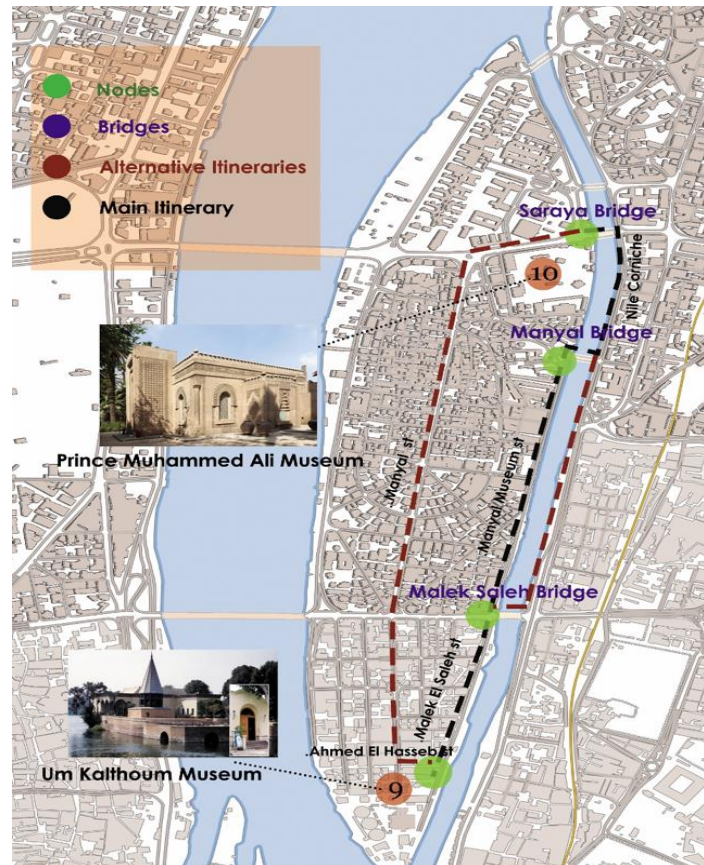 Nodes
Bridges
Alternative Itineraries
Main Itinerary
Saraya Bridge
10
Nile Corniche
Manyal Bridge
Prince Muhammed Ali Museum
Manyal st
Manyal Museum st
Malek Saleh Bridge
Malek El Saleh st
Ahmed El Hasseb st
Um Kalthoum Museum
9